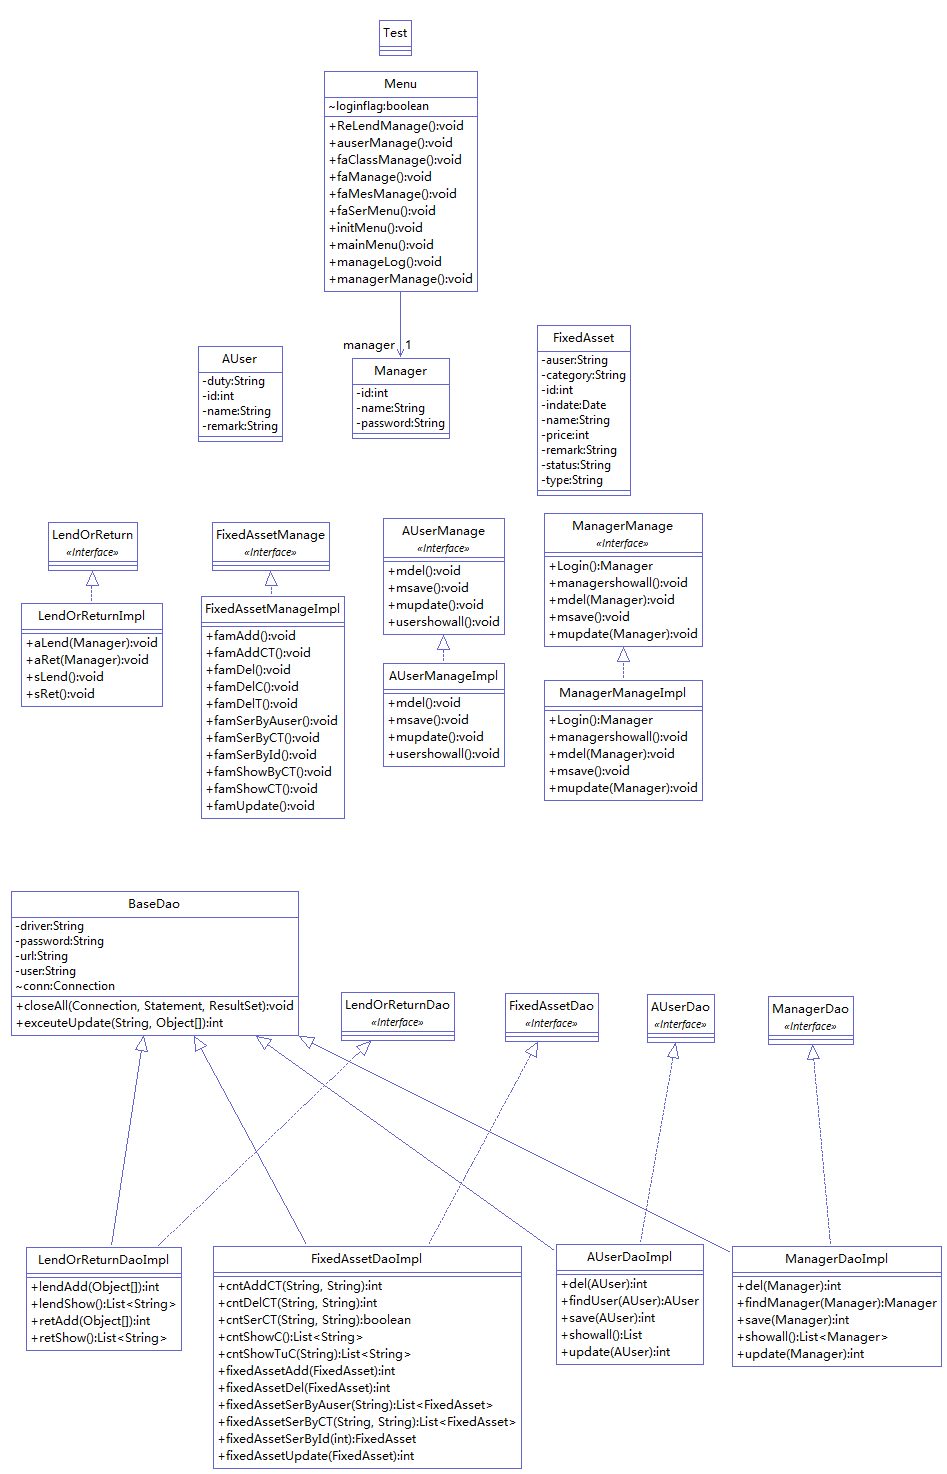 Test
Menu
~loginflag:boolean
+ReLendManage():void
+auserManage():void
+faClassManage():void
+faManage():void
+faMesManage():void
+faSerMenu():void
+initMenu():void
+mainMenu():void
+manageLog():void
+managerManage():void
manager 1
AUser
-duty:String
-id:int
-name:String
-remark:String
Manager
-id:int
-name:String
-password:String
FixedAsset
-auser:String
-category:String
-id:int
-indate:Date
-name:String
-price:int
-remark:String
-status:String
-type:String
LendOrReturn
«Interface»
LendOrReturnImpl
+aLend(Manager):void
+aRet(Manager):void
+sLend():void
+sRet():void
FixedAssetManage
«Interface»
FixedAssetManageImpl
+famAdd():void
+famAddCT():void
+famDel():void
+famDelC():void
+famDelT():void
+famSerByAuser():void
+famSerByCT():void
+famSerById():void
+famShowByCT():void
+famShowCT():void
+famUpdate():void
AUserManage
«Interface»
+mdel():void
+msave():void
+mupdate():void
+usershowall():void
AUserManageImpl
+mdel():void
+msave():void
+mupdate():void
+usershowall():void
ManagerManage
«Interface»
+Login():Manager
+managershowall():void
+mdel(Manager):void
+msave():void
+mupdate(Manager):void
ManagerManageImpl
+Login():Manager
+managershowall():void
+mdel(Manager):void
+msave():void
+mupdate(Manager):void
BaseDao
-driver:String
-password:String
-url:String
-user:String
~conn:Connection
+closeAll(Connection, Statement, ResultSet):void
+exceuteUpdate(String, Object[]):int
LendOrReturnDao
«Interface»
FixedAssetDao
«Interface»
AUserDao
«Interface»
ManagerDao
«Interface»
LendOrReturnDaoImpl
+lendAdd(Object[]):int
+lendShow():List<String>
+retAdd(Object[]):int
+retShow():List<String>
FixedAssetDaoImpl
+cntAddCT(String, String):int
+cntDelCT(String, String):int
+cntSerCT(String, String):boolean
+cntShowC():List<String>
+cntShowTuC(String):List<String>
+fixedAssetAdd(FixedAsset):int
+fixedAssetDel(FixedAsset):int
+fixedAssetSerByAuser(String):List<FixedAsset>
+fixedAssetSerByCT(String, String):List<FixedAsset>
+fixedAssetSerById(int):FixedAsset
+fixedAssetUpdate(FixedAsset):int
AUserDaoImpl
+del(AUser):int
+findUser(AUser):AUser
+save(AUser):int
+showall():List
+update(AUser):int
ManagerDaoImpl
+del(Manager):int
+findManager(Manager):Manager
+save(Manager):int
+showall():List<Manager>
+update(Manager):int